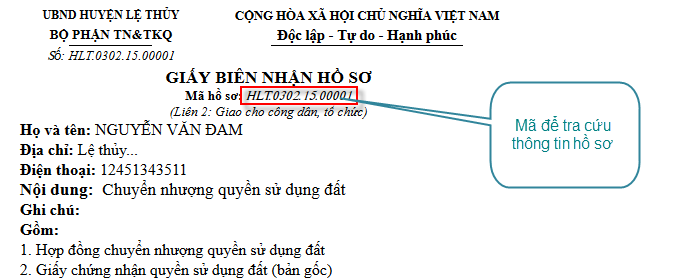 UBND HUYỆN LỆ THỦY
CỘNG HÒA XÃ HỘI CHỦ NGHĨA VIỆT NAM
BỘ PHẬN TN&TKQ
Độc lập - Tự do - Hạnh phúc
Số: HLT.0302.15.00001
GIẤY BIÊN NHẬN HỒ SƠ
Mã hồ sơ: HLT.0302.15.00001
(Liên 2: Giao cho công dân, tổ chức)
Mã để tra cứu
thông tin hồ sơ
Họ và tên: NGUYỄN VĂN ĐAM
Địa chỉ: Lệ thủy...
Điện thoại: 12451343511
Nội dung: Chuyển nhượng quyền sử dụng đất
Ghi chú:
Gồm:
1. Hợp đồng chuyển nhượng quyền sử dụng đất
2. Giấy chứng nhận quyền sử dụng đất (bản gốc)